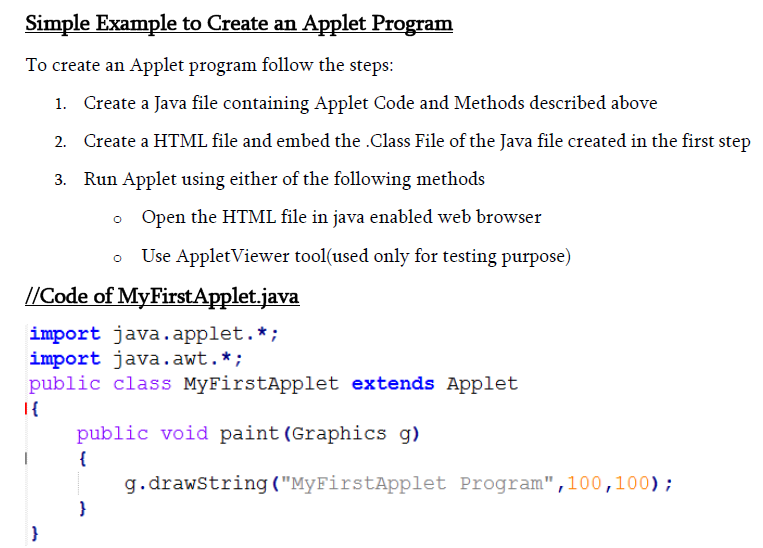 Simple Example to Create an Applet Program
To create an Applet program follow the steps:
1. Create a Java file containing Applet Code and Methods described above
2. Create a HTML file and embed the .Class File of the Java file created in the first step
3. Run Applet using either of the following methods
o Open the HTML file in java enabled web browser
o Use AppletViewer tool(used only for testing purpose)
//Code of MyFirstApplet.java
import java.applet.*;
import java.awt.*;
public class MyFirstApplet extends Applet
{
    public void paint(Graphics g)
    {
        g.drawString("MyFirstApplet Program",100,100);
    }
}